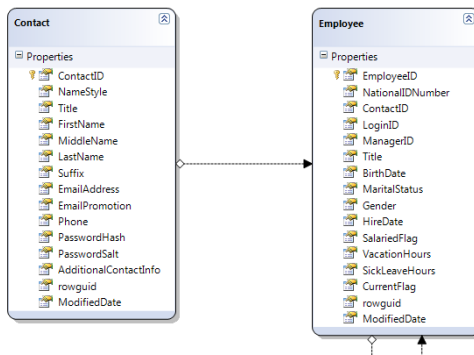 Contact
Properties
ContactID
NameStyle
Title
FirstName
MiddleName
LastName
Suffix
EmailAddress
EmailPromotion
Phone
PasswordHash
PasswordSalt
AdditionalContactInfo
rowguid
ModifiedDate
Employee
Properties
EmployeeID
NationalIDNumber
ContactID
LoginID
ManagerID
Title
BirthDate
MaritalStatus
Gender
HireDate
SalariedFlag
VacationHours
SickLeaveHours
CurrentFlag
rowguid
ModifiedDate